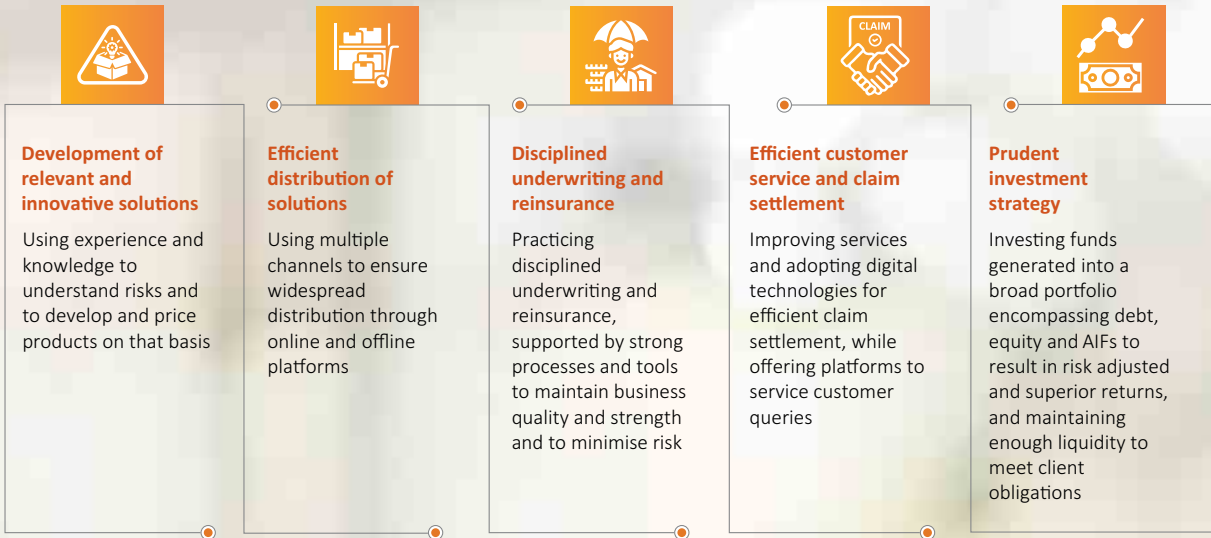 CLAIM
Development of
relevant and
innovative solutions
Using experience and
knowledge to
understand risks and
to develop and price
products on that basis
Efficient
distribution of
solutions
Using multiple
channels to ensure
widespread
distribution through
online and offline
platforms
Disciplined
underwriting and
reinsurance
Practicing
disciplined
underwriting and
reinsurance,
supported by strong
processes and tools
to maintain business
quality and strength
and to minimise risk
Efficient customer
service and claim
settlement
Improving services
and adopting digital
technologies for
efficient claim
settlement, while
offering platforms to
service customer
queries
Prudent
investment
strategy
Investing funds
generated into a
broad portfolio
encompassing debt,
equity and AIFs to
result in risk adjusted
and superior returns,
and maintaining
enough liquidity to
meet client
obligations